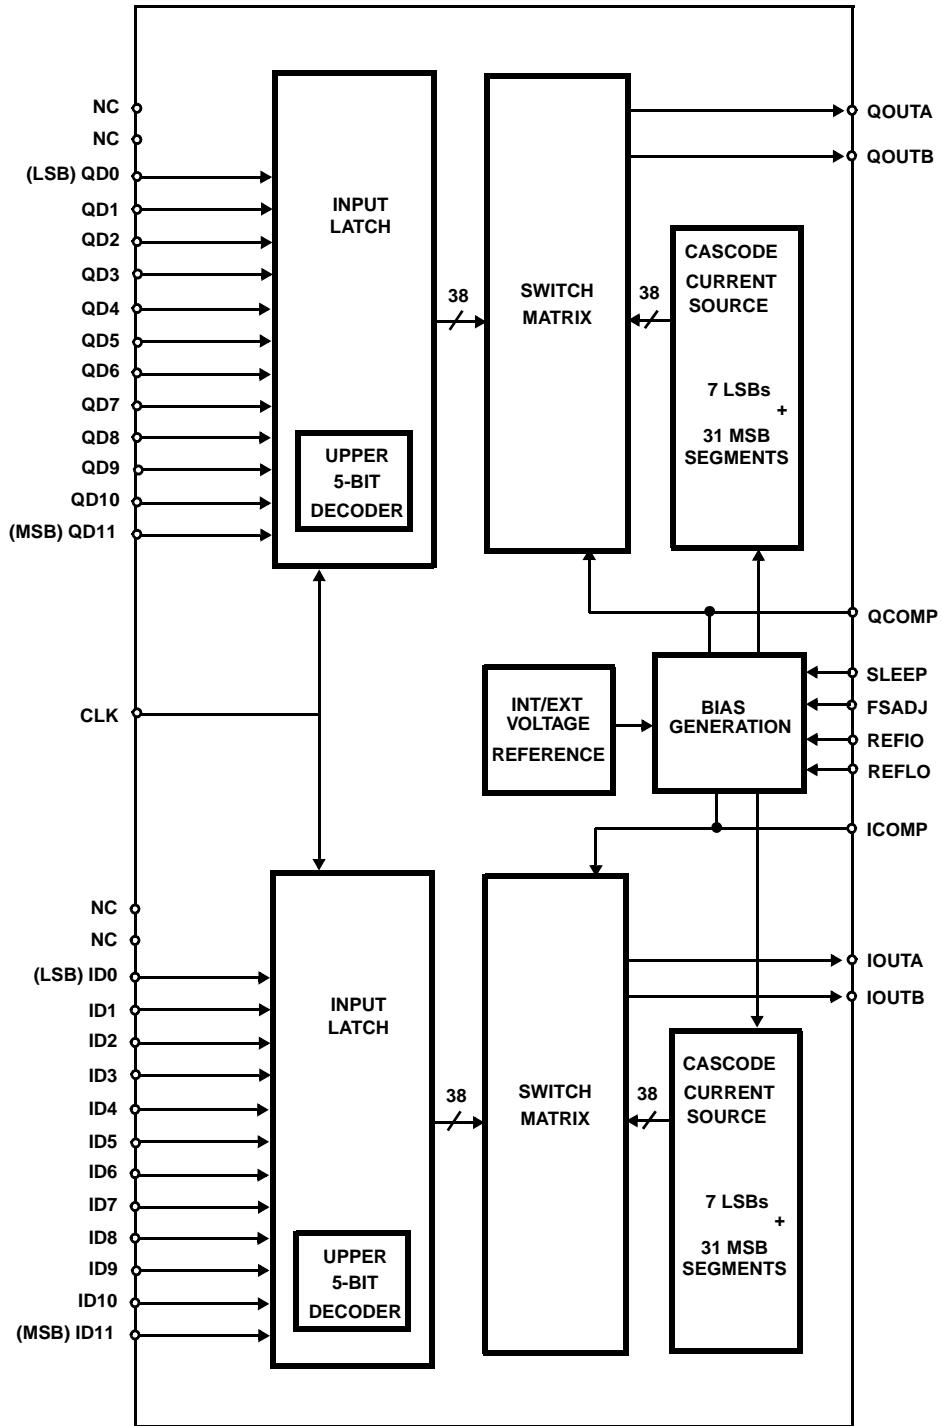 NC
NC
(LSB) QD0
QD1
QD2
QD3
QD4
QD5
QD6
QD7
QD8
QD9
QD10
(MSB) QD11
INPUT
LATCH
UPPER
5-BIT
DECODER
38
SWITCH
MATRIX
38
CASCODE
CURRENT
SOURCE
7 LSBs
+
31 MSB
SEGMENTS
QOUTA
QOUTB
QCOMP
CLK
INT/EXT
VOLTAGE
REFERENCE
BIAS
GENERATION
SLEEP
FSADJ
REFIO
REFLO
ICOMP
NC
NC
(LSB) ID0
ID1
ID2
ID3
ID4
ID5
ID6
ID7
ID8
ID9
ID10
(MSB) ID11
INPUT
LATCH
UPPER
5-BIT
DECODER
38
SWITCH
MATRIX
38
CASCODE
CURRENT
SOURCE
7 LSBs
+
31 MSB
SEGMENTS
IOUTA
IOUTB